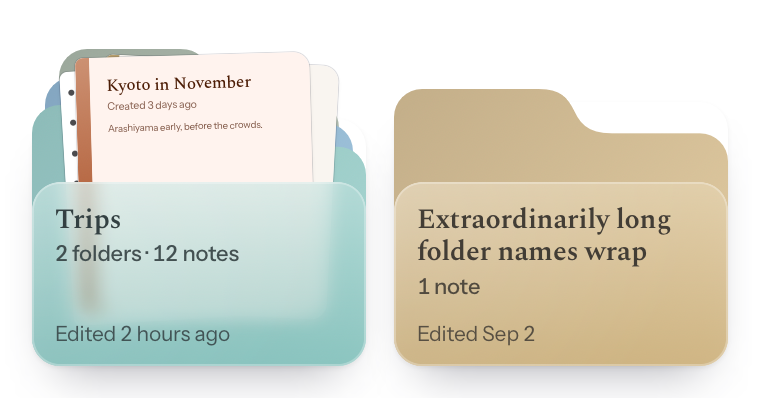 Kyoto in November
Created 3 days ago
Arashiyama early, before the crowds.
Trips
2 folders · 12 notes
Edited 2 hours ago
Extraordinarily long
folder names wrap
1 note
Edited Sep 2